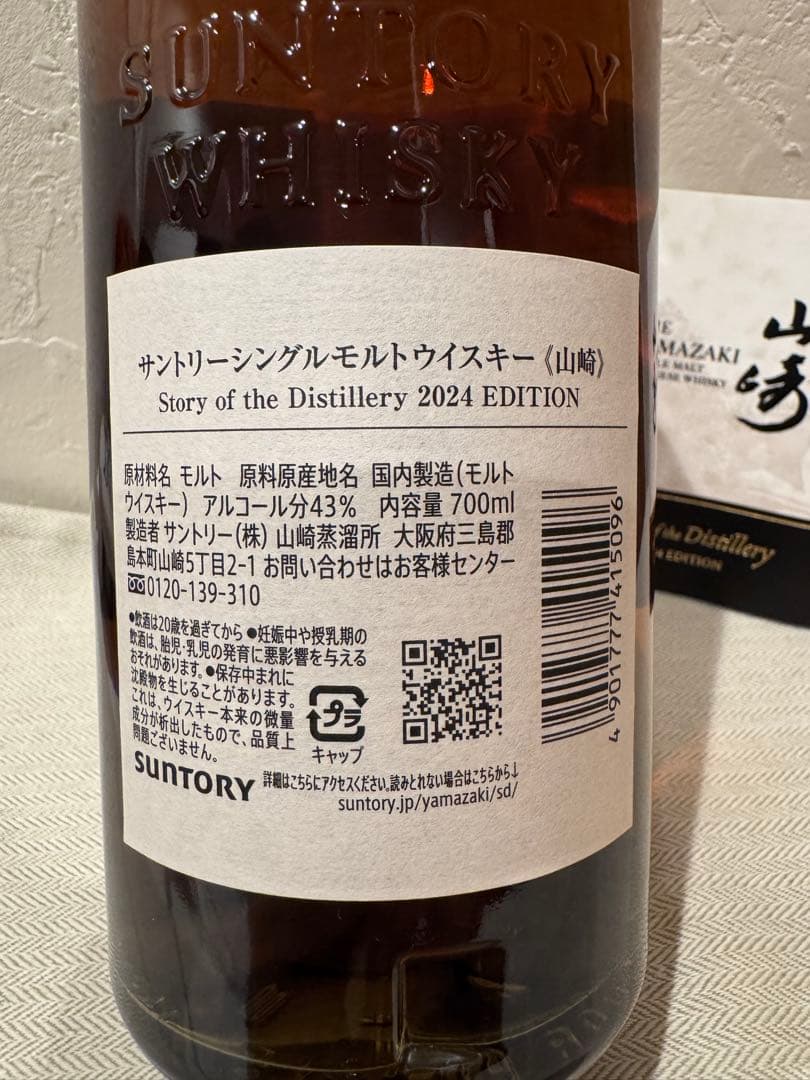 SUNTORY
WHISKY
サントリーシングルモルトウイスキー《山崎》
Story of the Distillery 2024 EDITION
原材料名 モルト 原料原産地名 国内製造(モルト
ウイスキー) アルコール分43% 内容量 700ml
製造者 サントリー(株) 山崎蒸溜所 大阪府三島郡
島本町山崎5丁目2-1 お問い合わせはお客様センター
0120-139-310
●飲酒は20歳を過ぎてから ●妊娠中や授乳期の
飲酒は、胎児・乳児の発育に悪影響を与える
おそれがあります。●保存中まれに
沈殿物を生じることがあります。
これは、ウイスキー本来の微量
成分が析出したもので、品質上
問題ございません。
プラ
キャップ
4 901777 415096
SUNTORY
詳細はこちらにアクセスください。読みとれない場合はこちらから↓
suntory.jp/yamazaki/sd/
山崎
AMAZAKI
LE MALT
ESE WHISKY
of the Distillery
EDITION